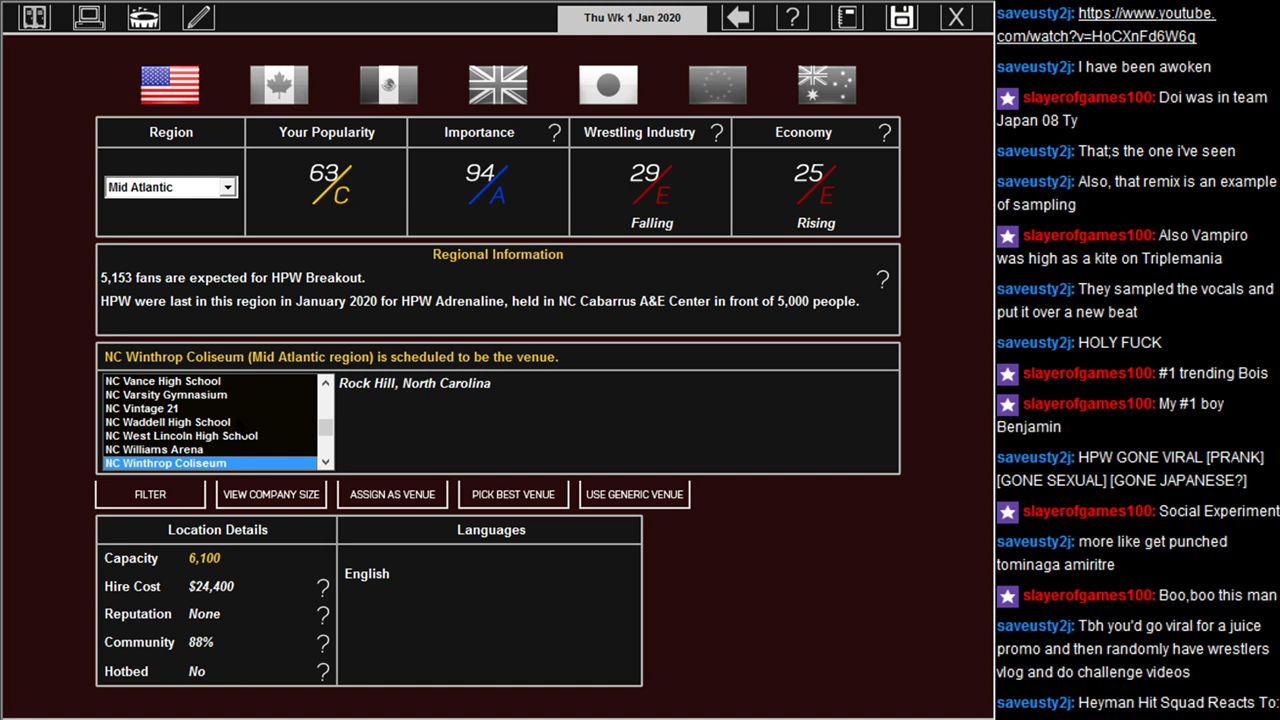 Thu Wk 1 Jan 2020
Region
Your Popularity
Importance ?
Wrestling Industry ?
Economy ?
Mid Atlantic
63/C
94/A
29/E
Falling
25/E
Rising
Regional Information
5,153 fans are expected for HPW Breakout.
?
HPW were last in this region in January 2020 for HPW Adrenaline, held in NC Cabarrus A&E Center in front of 5,000 people.
NC Winthrop Coliseum (Mid Atlantic region) is scheduled to be the venue.
NC Vance High School
NC Varsity Gymnasium
NC Vintage 21
NC Waddell High School
NC West Lincoln High School
NC Williams Arena
NC Winthrop Coliseum
Rock Hill, North Carolina
FILTER
VIEW COMPANY SIZE
ASSIGN AS VENUE
PICK BEST VENUE
USE GENERIC VENUE
Location Details
Capacity 6,100
Hire Cost $24,400 ?
Reputation None ?
Community 88% ?
Hotbed No ?
Languages
English
saveusty2j: https://www.youtube.
com/watch?v=HoCXnFd6W6g
saveusty2j: I have been awoken
slayerofgames100: Doi was in team
Japan 08 Ty
saveusty2j: That;s the one i've seen
saveusty2j: Also, that remix is an example
of sampling
slayerofgames100: Also Vampiro
was high as a kite on Triplemania
saveusty2j: They sampled the vocals and
put it over a new beat
saveusty2j: HOLY FUCK
slayerofgames100: #1 trending Bois
slayerofgames100: My #1 boy
Benjamin
saveusty2j: HPW GONE VIRAL [PRANK]
[GONE SEXUAL] [GONE JAPANESE?]
slayerofgames100: Social Experiment
saveusty2j: more like get punched
tominaga amiritre
slayerofgames100: Boo,boo this man
saveusty2j: Tbh you'd go viral for a juice
promo and then randomly have wrestlers
vlog and do challenge videos
saveusty2j: Heyman Hit Squad Reacts To: